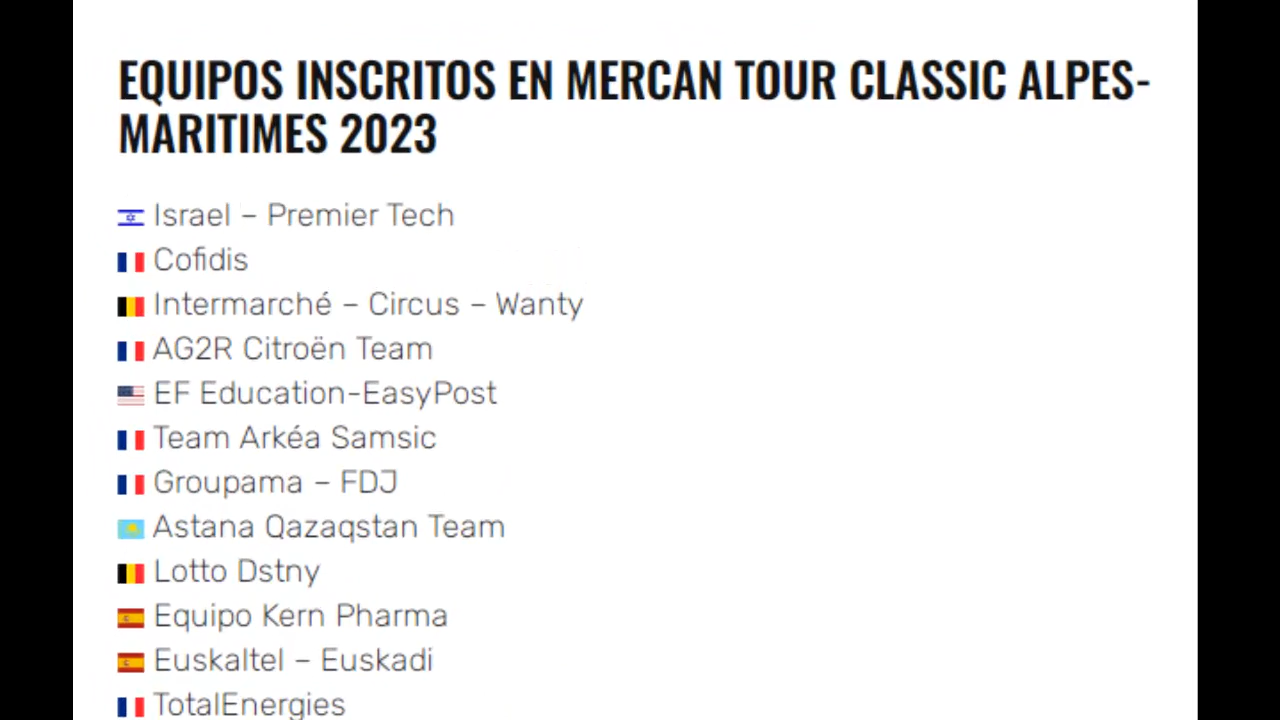 EQUIPOS INSCRITOS EN MERCAN TOUR CLASSIC ALPES-
MARITIMES 2023
Israel – Premier Tech
Cofidis
Intermarché – Circus – Wanty
AG2R Citroën Team
EF Education-EasyPost
Team Arkéa Samsic
Groupama – FDJ
Astana Qazaqstan Team
Lotto Dstny
Equipo Kern Pharma
Euskaltel – Euskadi
TotalEnergies